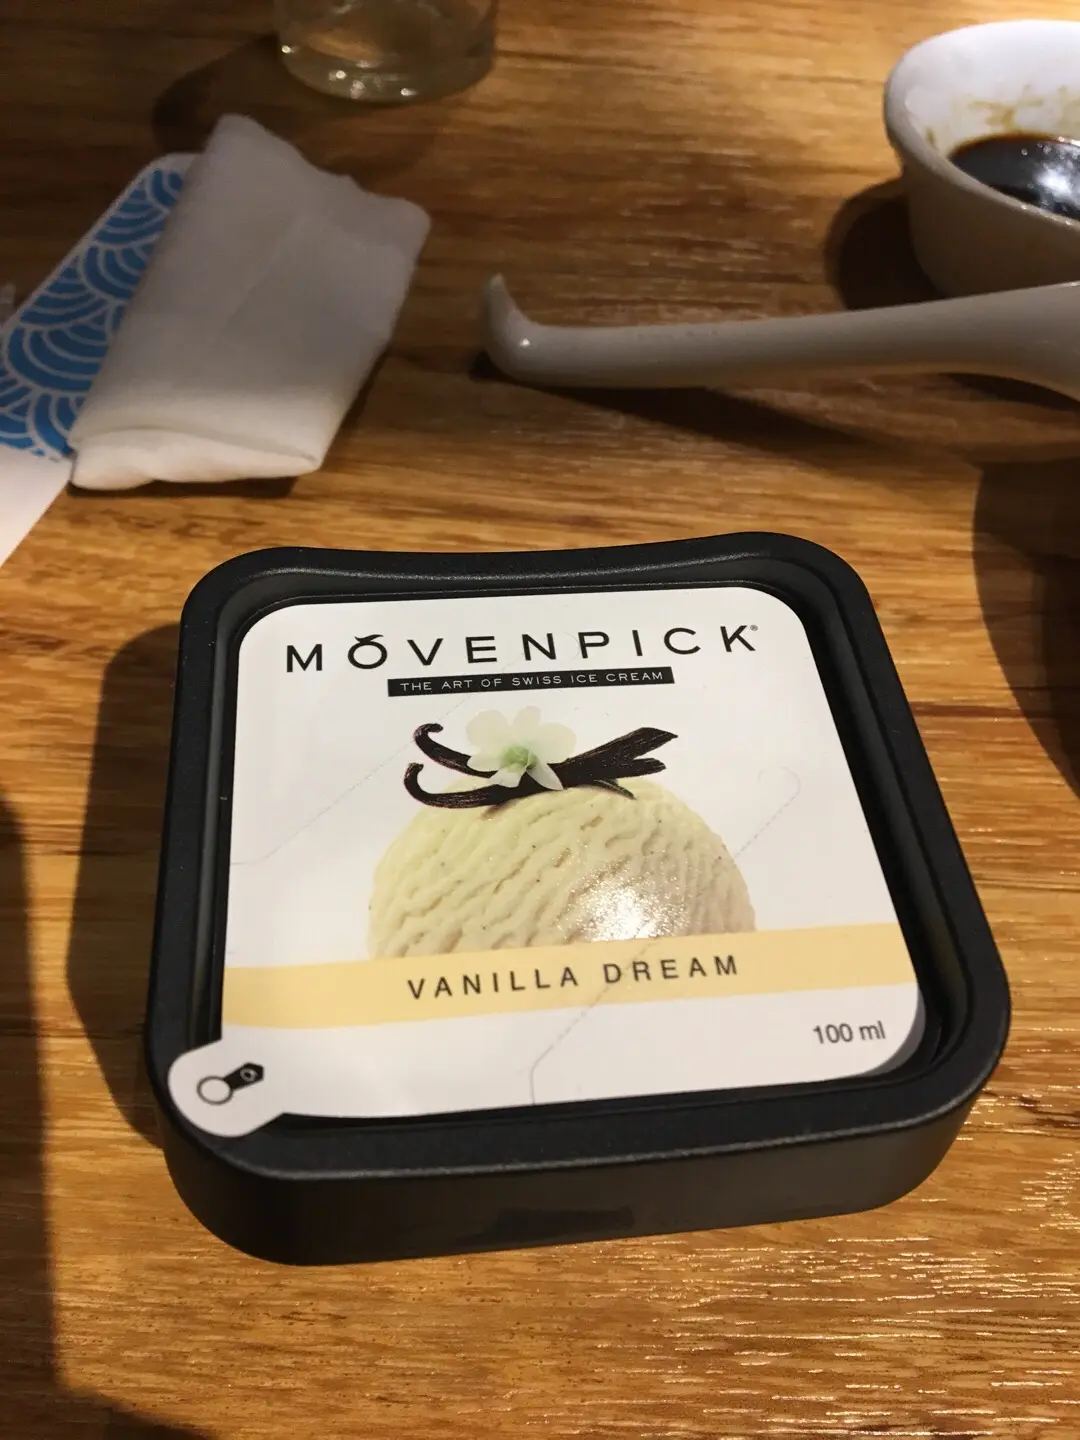 MÖVENPICK®
THE ART OF SWISS ICE CREAM
VANILLA DREAM
100 ml